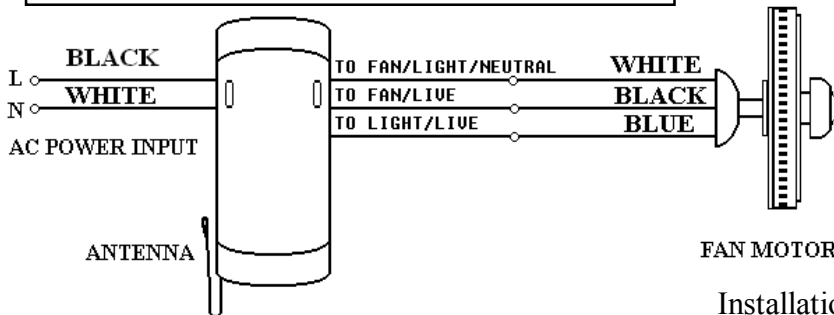 BLACK
L
WHITE
N
AC POWER INPUT
ANTENNA
TO FAN/LIGHT/NEUTRAL
WHITE
TO FAN/LIVE
BLACK
TO LIGHT/LIVE
BLUE
FAN MOTOR
Installatio